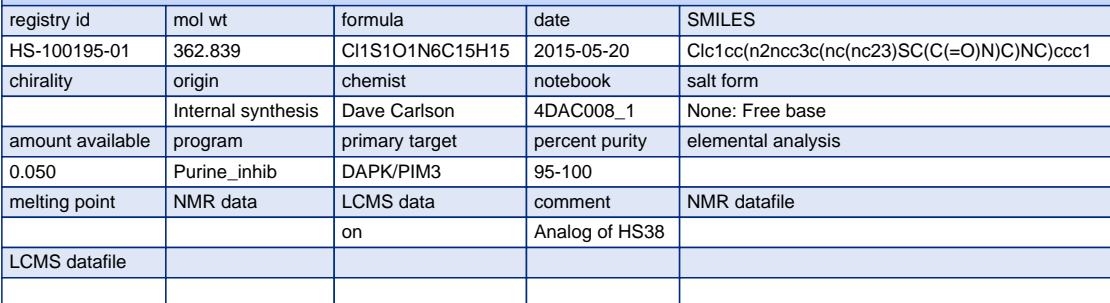 registry id mol wt formula date SMILES
HS-100195-01 362.839 Cl1S1O1N6C15H15 2015-05-20 Clc1cc(n2ncc3c(nc(nc23)SC(C(=O)N)C)NC)ccc1
chirality origin chemist notebook salt form
Internal synthesis Dave Carlson 4DAC008_1 None: Free base
amount available program primary target percent purity elemental analysis
0.050 Purine_inhib DAPK/PIM3 95-100
melting point NMR data LCMS data comment NMR datafile
on Analog of HS38
LCMS datafile